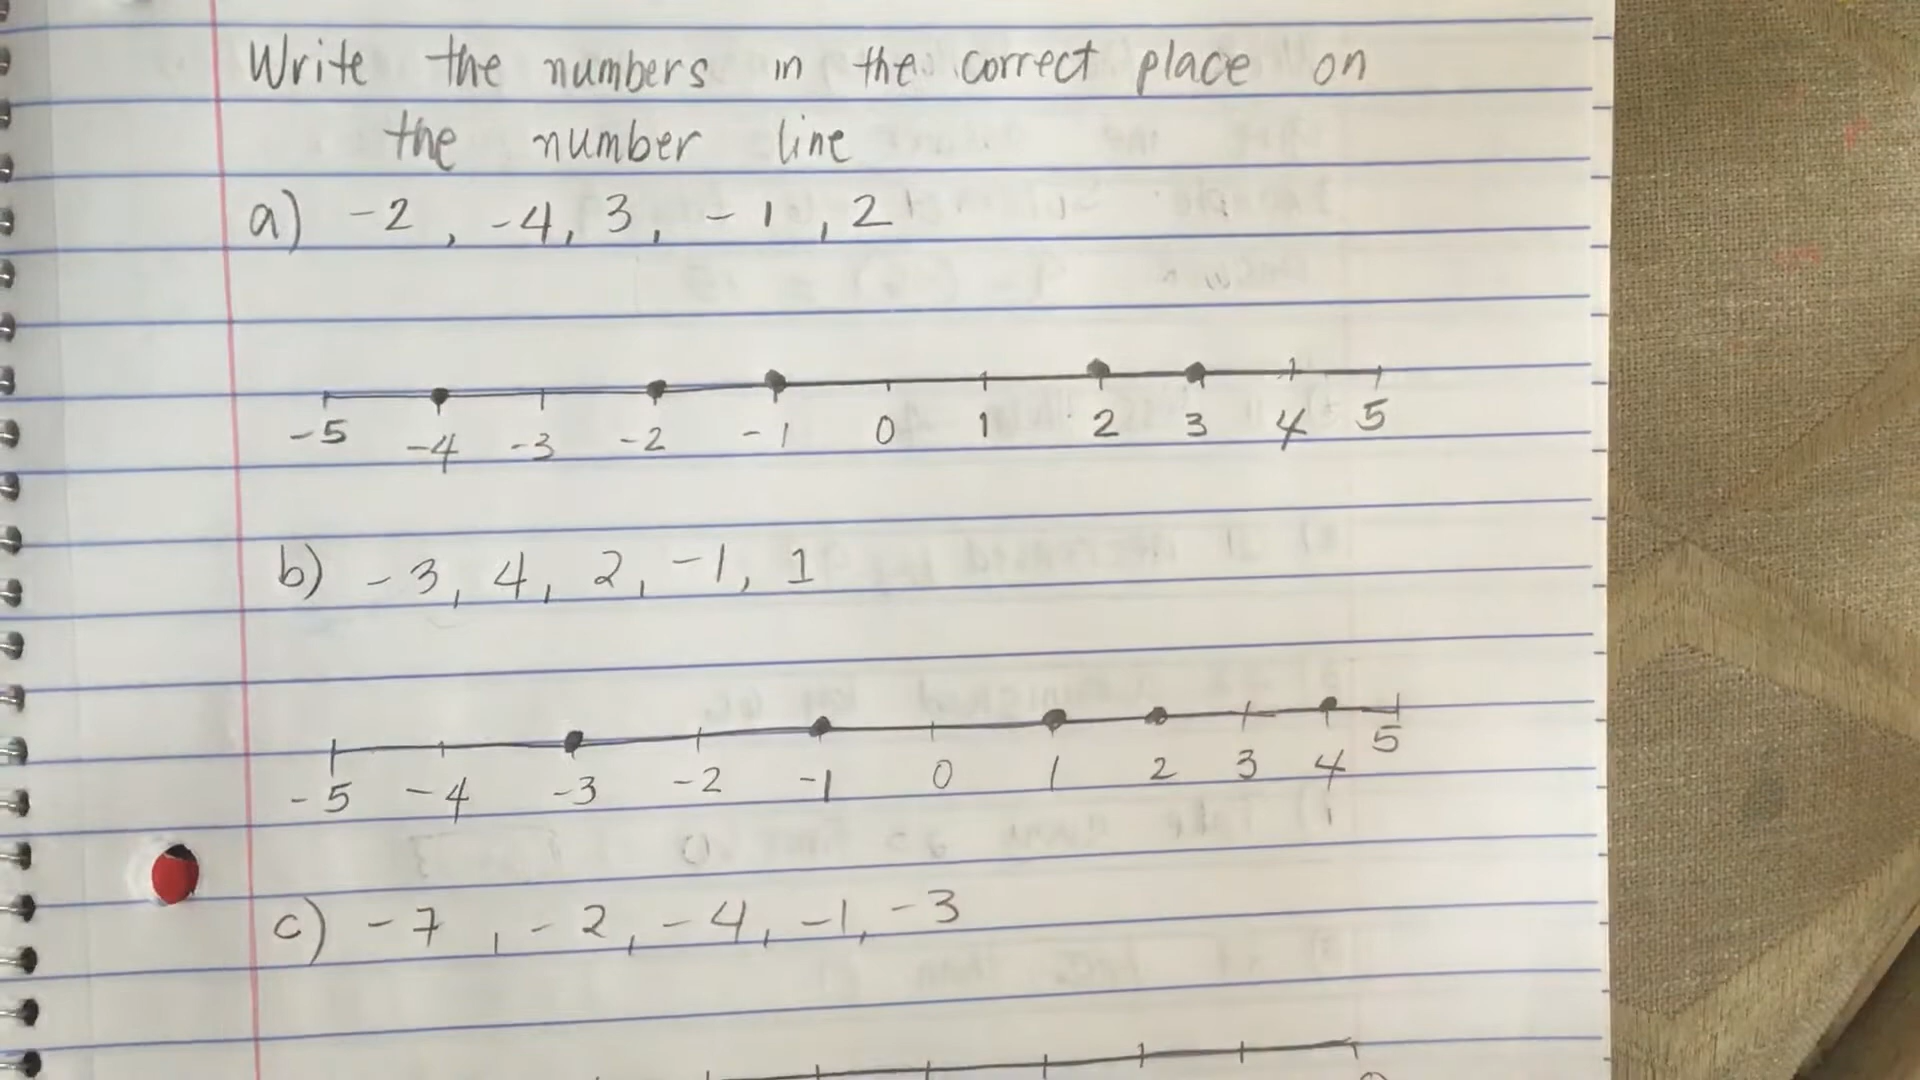 Write the numbers in the correct place on
the number line
a) -2, -4, 3, -1, 2
-5 -4 -3 -2 -1 0 1 2 3 4 5
b) -3, 4, 2, -1, 1
-5 -4 -3 -2 -1 0 1 2 3 4 5
c) -7, -2, -4, -1, -3